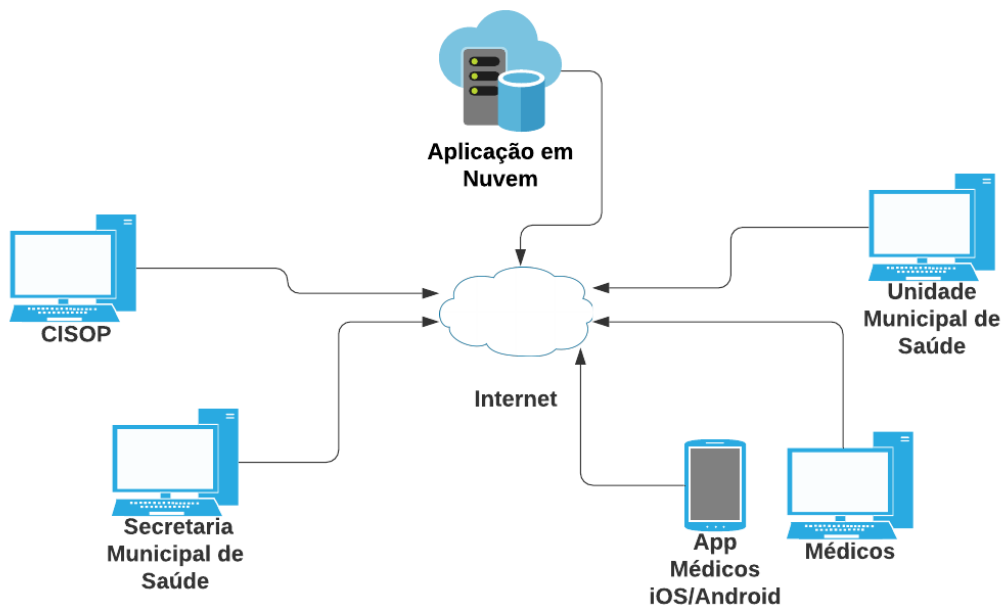 Aplicação em
Nuvem
CISOP
Unidade
Municipal de
Saúde
Internet
Secretaria
Municipal de
Saúde
App
Médicos
iOS/Android
Médicos